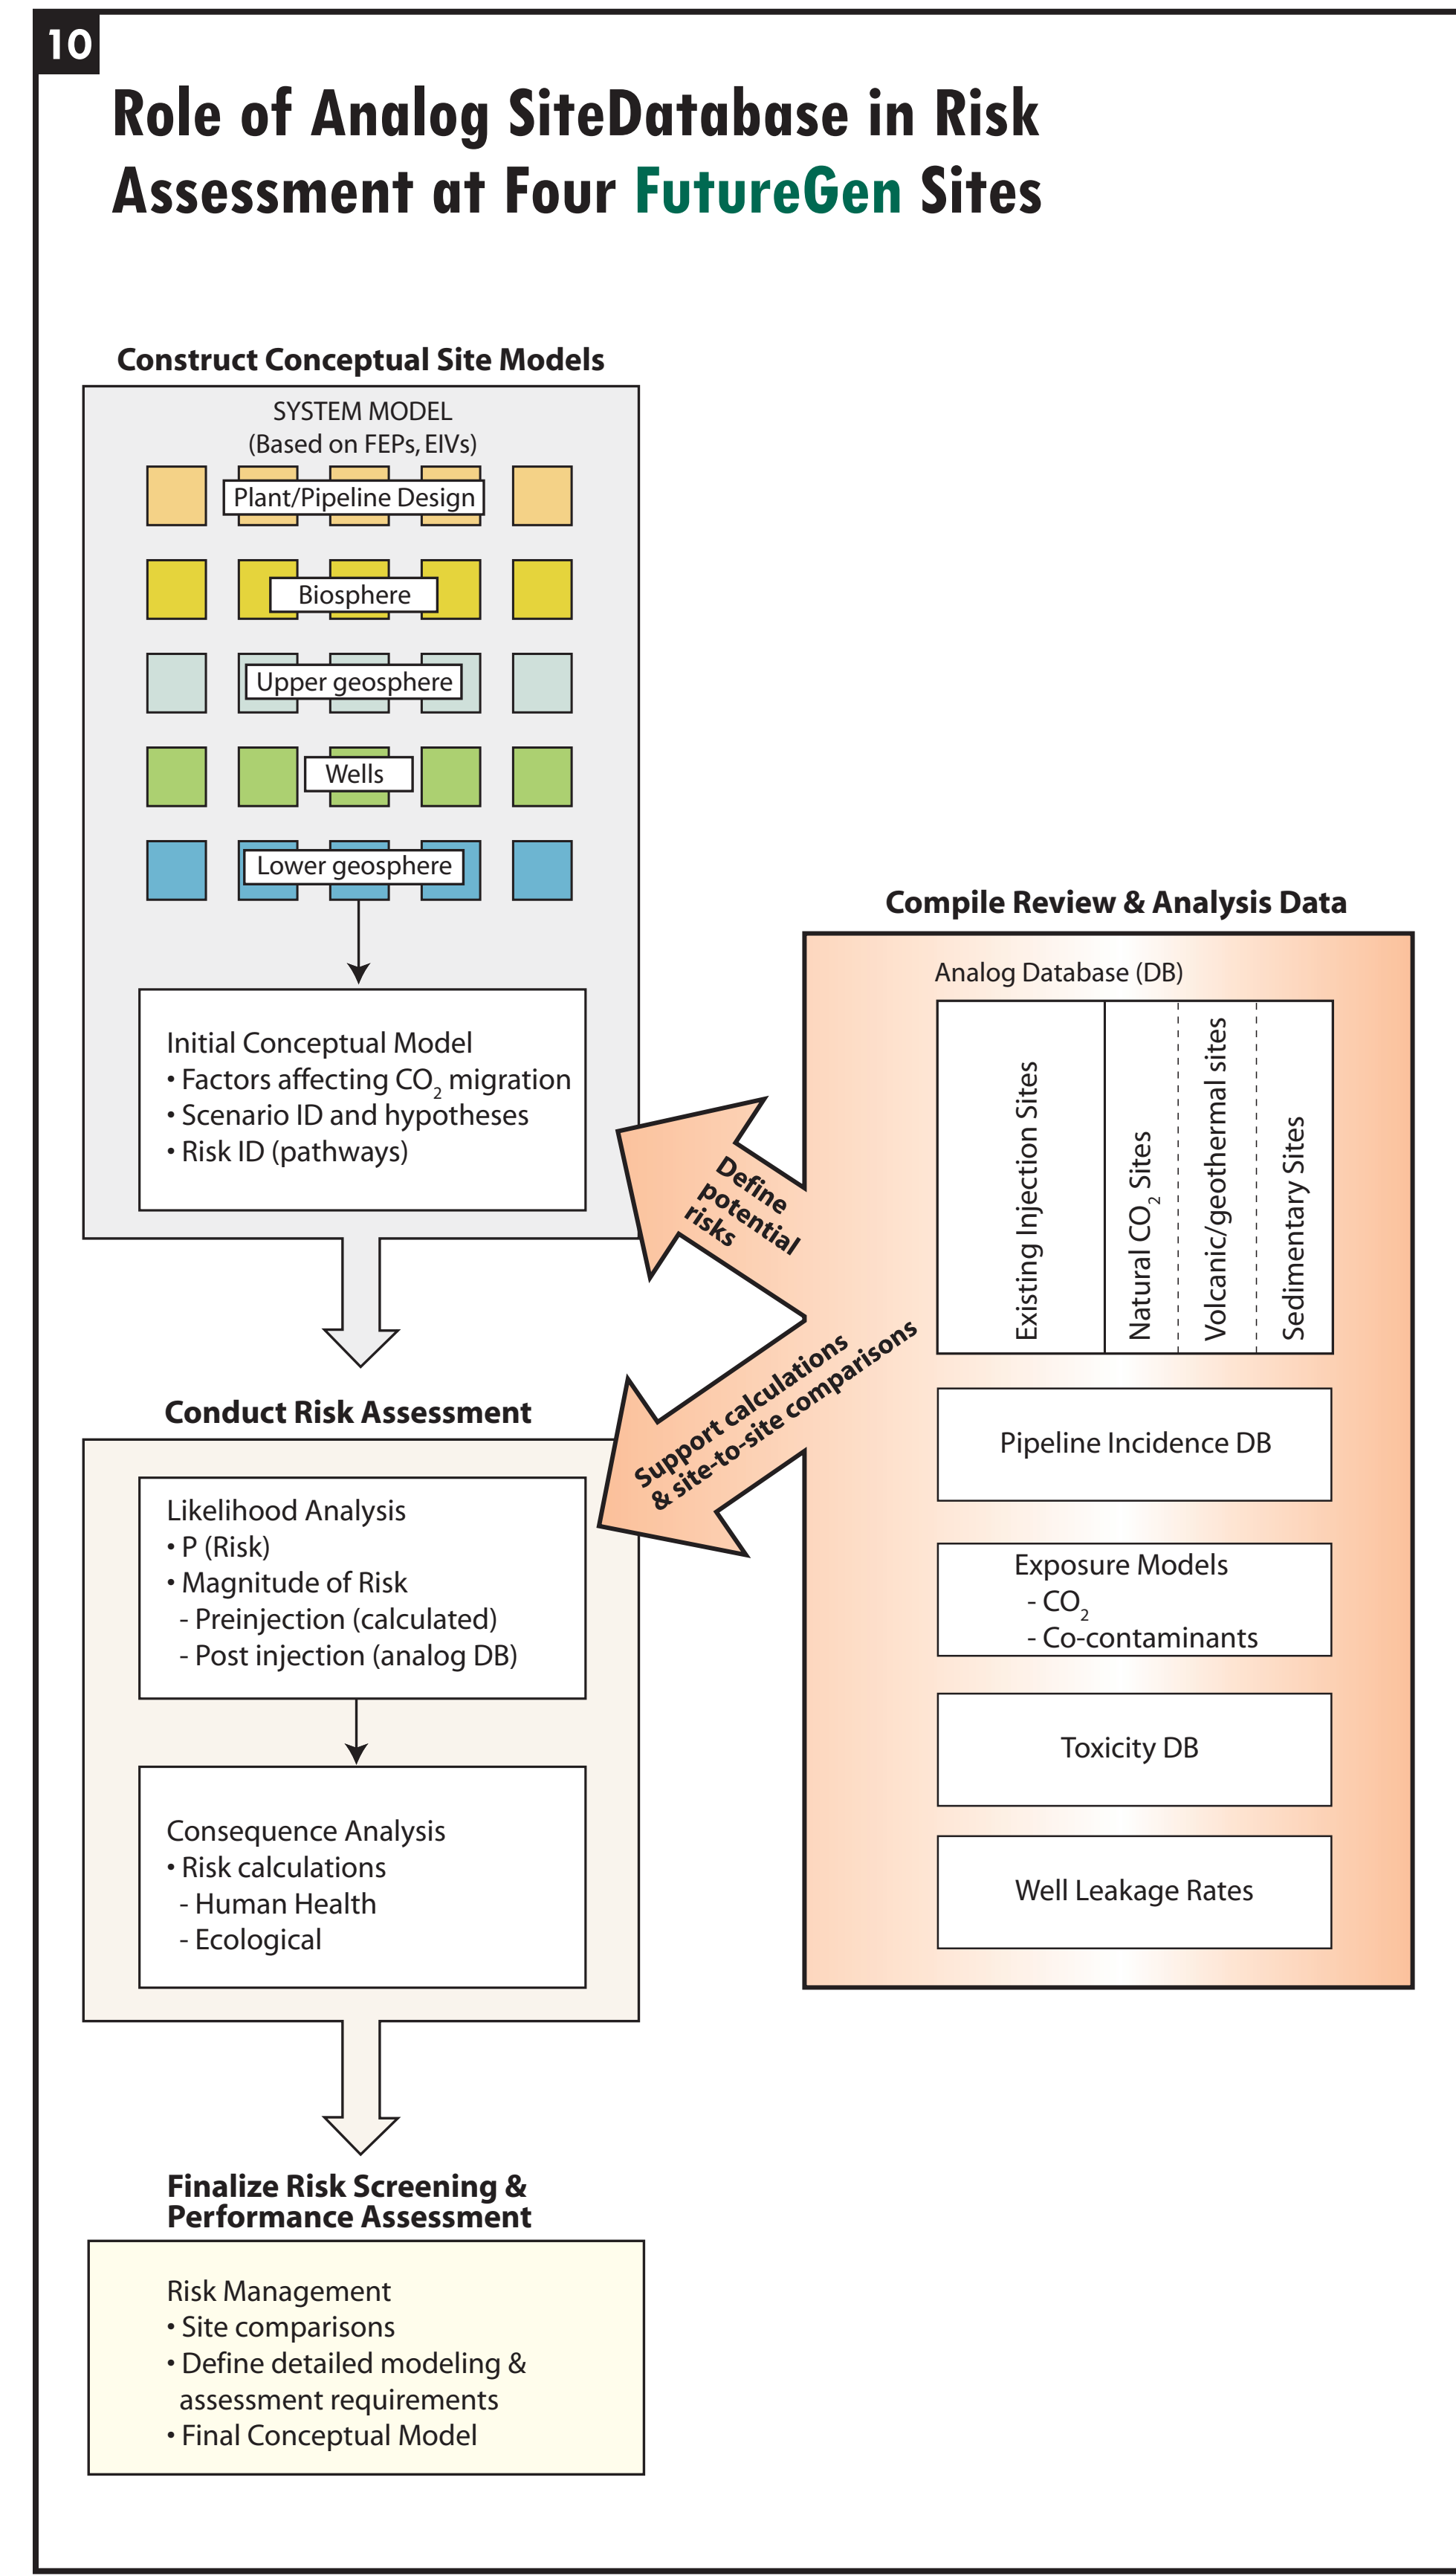 10
Role of Analog SiteDatabase in Risk
Assessment at Four FutureGen Sites
Construct Conceptual Site Models
SYSTEM MODEL
(Based on FEPs, EIVs)
Plant/Pipeline Design
Biosphere
Upper geosphere
Wells
Lower geosphere
Initial Conceptual Model
• Factors affecting CO₂ migration
• Scenario ID and hypotheses
• Risk ID (pathways)
Define
potential
risks
Support calculations
& site-to-site comparisons
Compile Review & Analysis Data
Analog Database (DB)
Existing Injection Sites
Natural CO₂ Sites
Volcanic/geothermal sites
Sedimentary Sites
Pipeline Incidence DB
Exposure Models
- CO₂
- Co-contaminants
Toxicity DB
Well Leakage Rates
Conduct Risk Assessment
Likelihood Analysis
• P (Risk)
• Magnitude of Risk
- Preinjection (calculated)
- Post injection (analog DB)
Consequence Analysis
• Risk calculations
- Human Health
- Ecological
Finalize Risk Screening &
Performance Assessment
Risk Management
• Site comparisons
• Define detailed modeling &
assessment requirements
• Final Conceptual Model